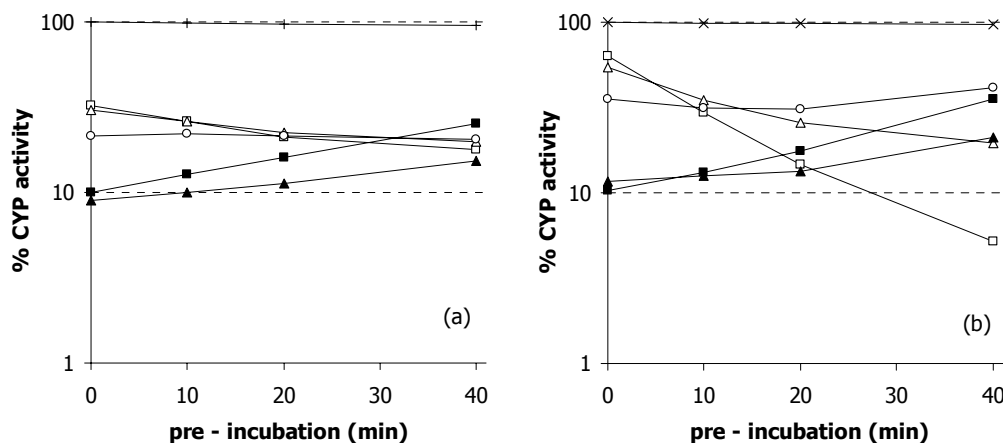 100
10
1
% CYP activity
0 10 20 30 40
pre - incubation (min)
(a)
100
10
1
% CYP activity
0 10 20 30 40
pre - incubation (min)
(b)